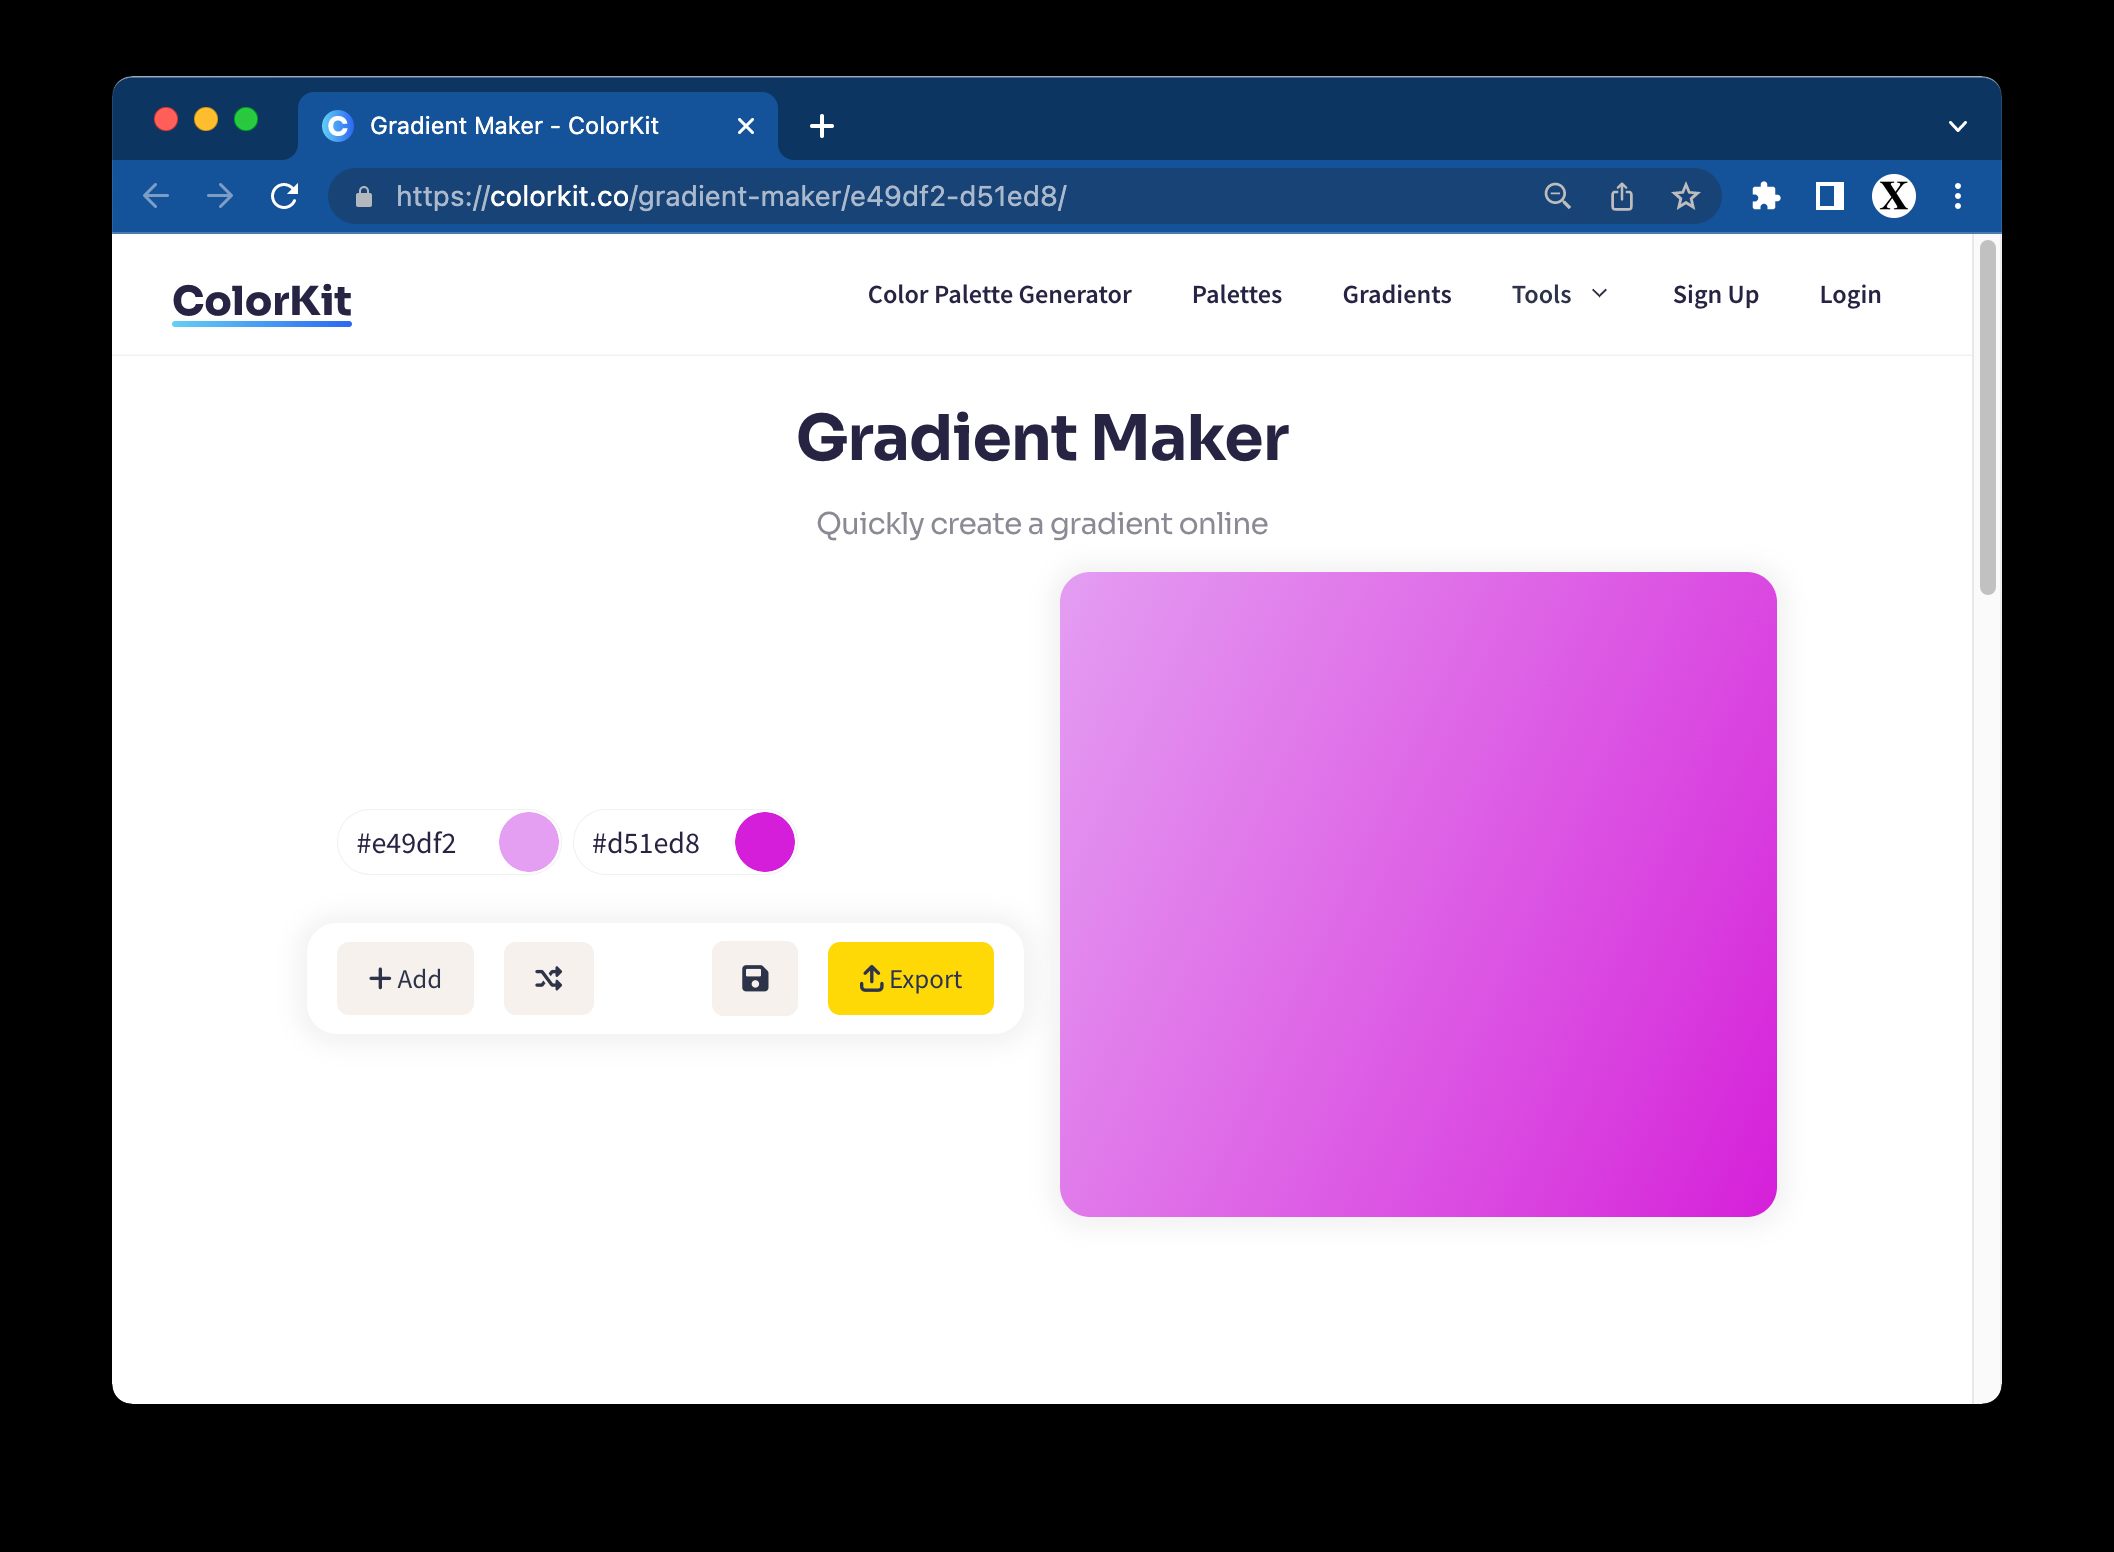 Gradient Maker - ColorKit
https://colorkit.co/gradient-maker/e49df2-d51ed8/
X
ColorKit
Color Palette Generator
Palettes
Gradients
Tools
Sign Up
Login
Gradient Maker
Quickly create a gradient online
#e49df2
#d51ed8
Add
Export